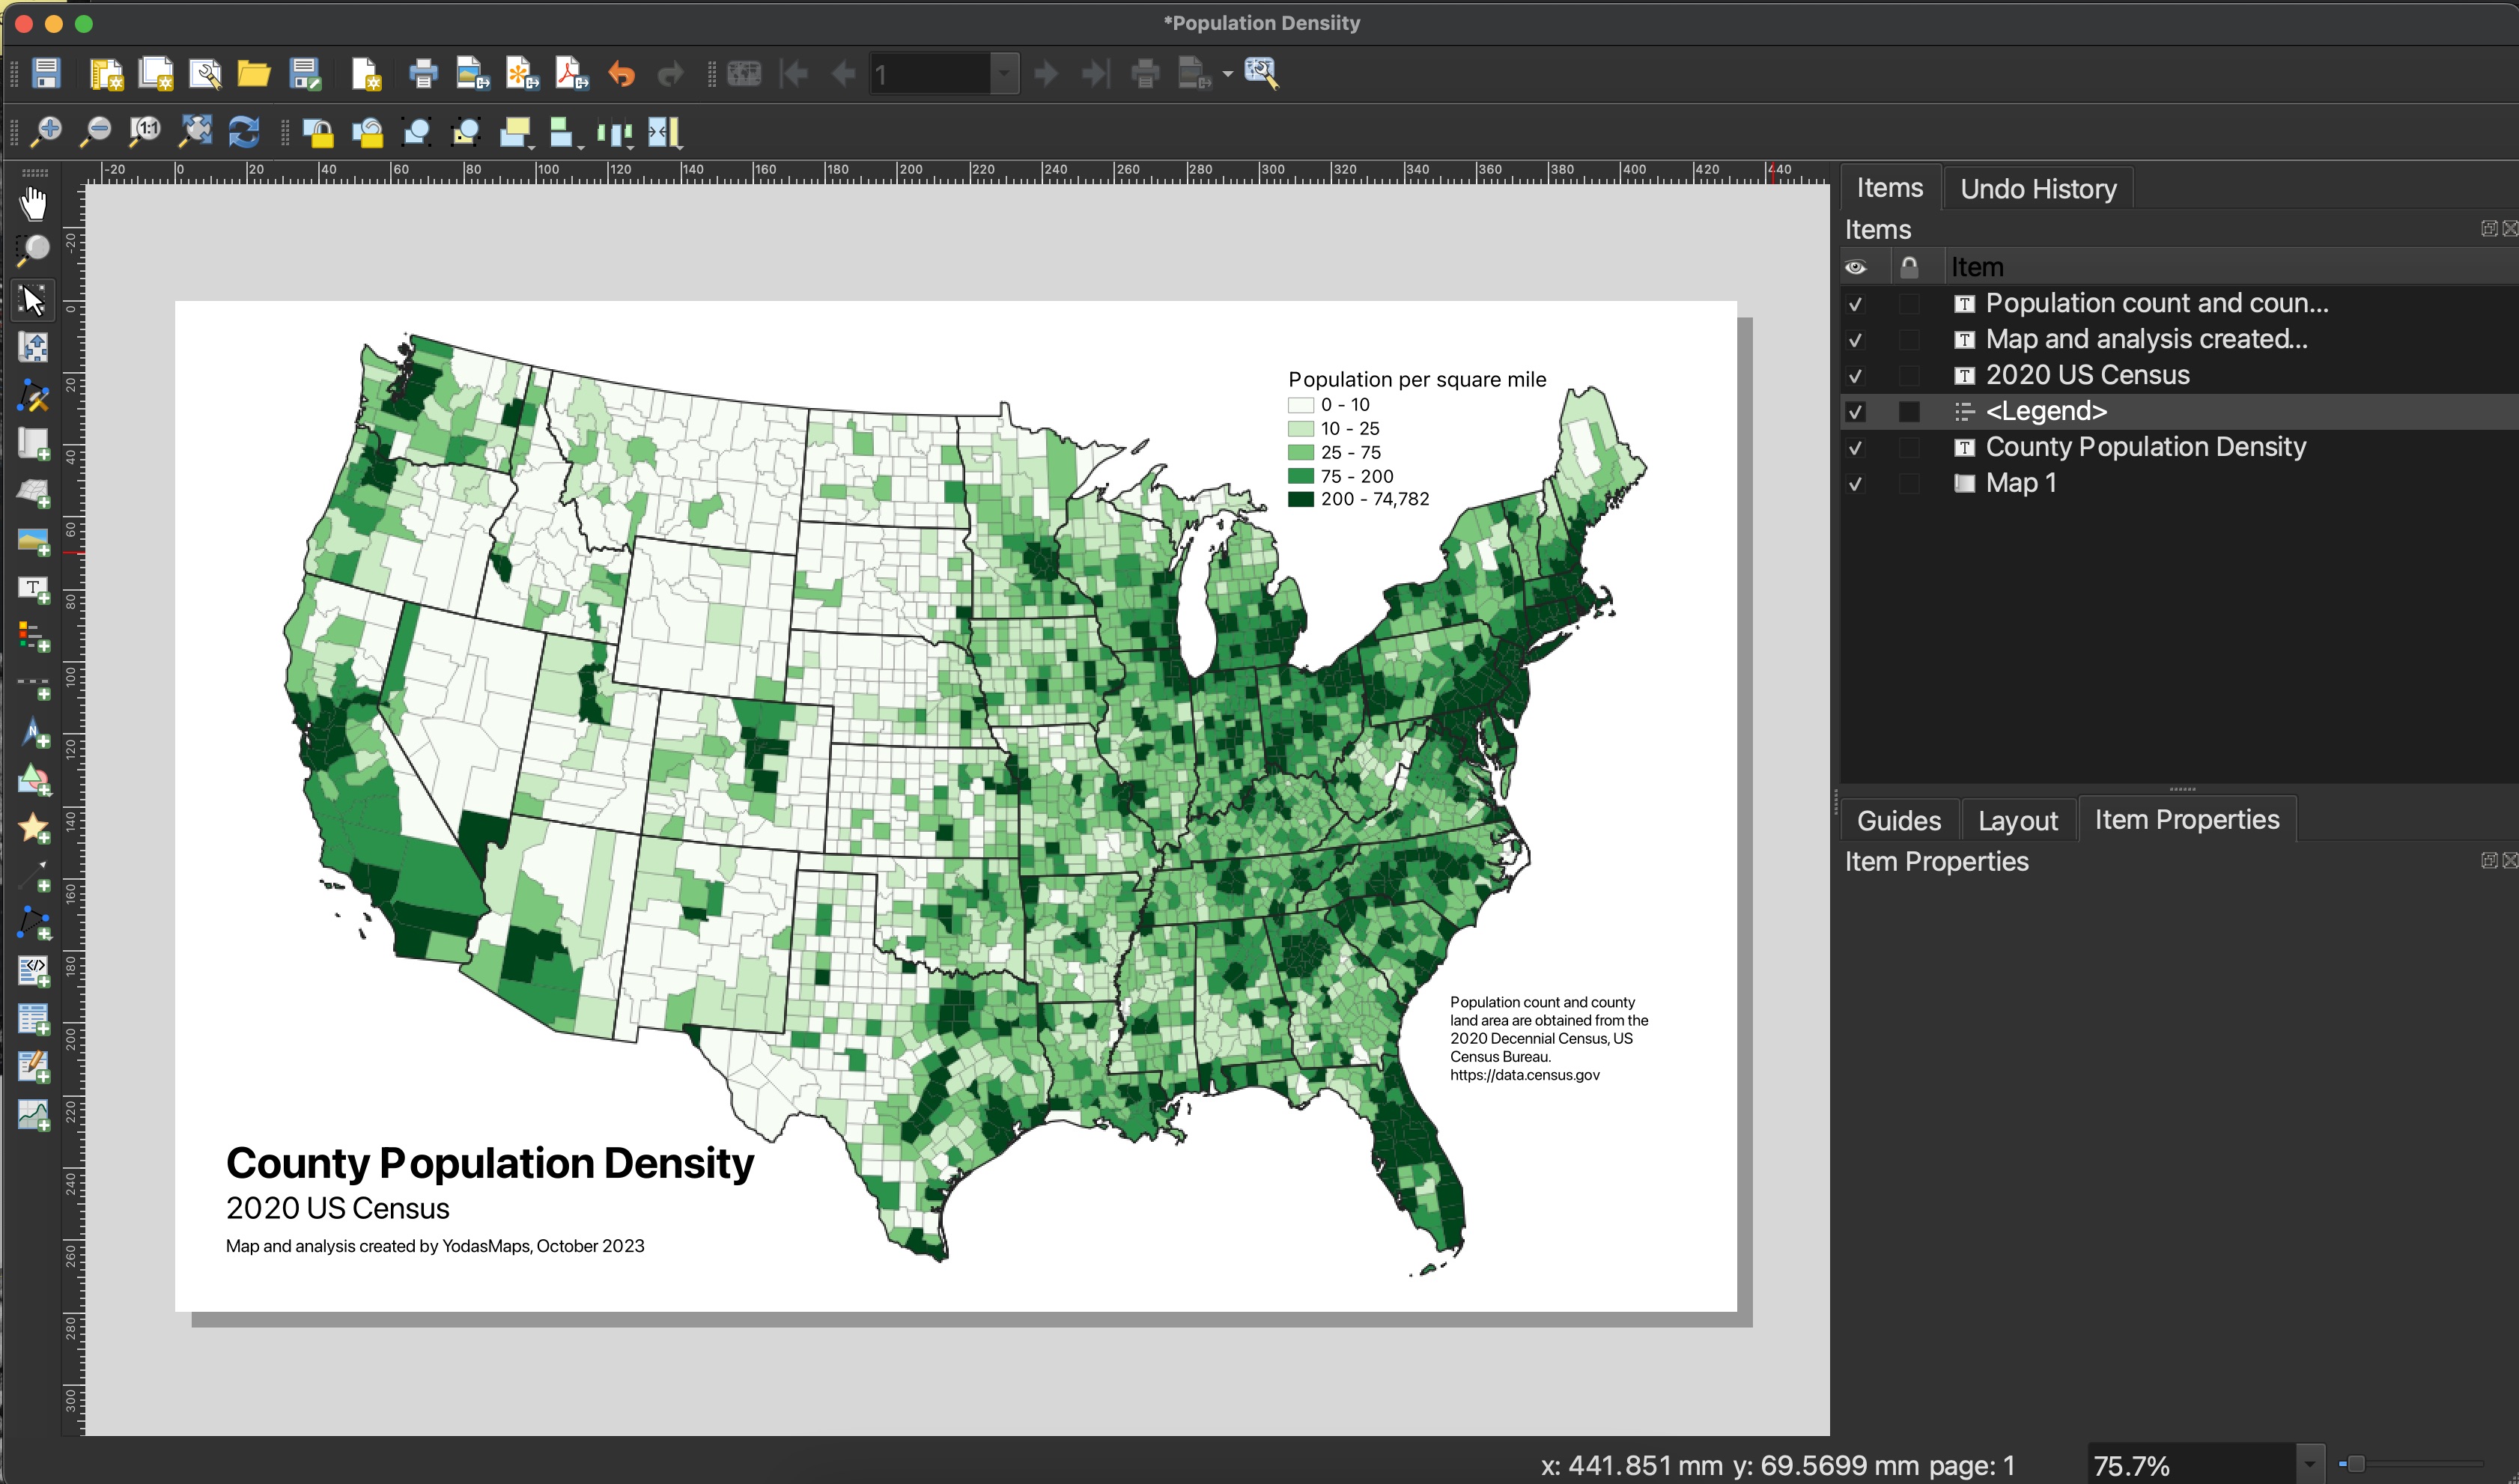 *Population Densiity
1
1:1
-20 0 20 40 60 80 100 120 140 160 180 200 220 240 260 280 300 320 340 360 380 400 420 440
-20
0
20
40
60
80
100
120
140
160
180
200
220
240
260
280
300
Population per square mile
0 - 10
10 - 25
25 - 75
75 - 200
200 - 74,782
Population count and county
land area are obtained from the
2020 Decennial Census, US
Census Bureau.
https://data.census.gov
County Population Density
2020 US Census
Map and analysis created by YodasMaps, October 2023
Items Undo History
Items
Item
T Population count and coun...
T Map and analysis created...
T 2020 US Census
<Legend>
T County Population Density
Map 1
Guides Layout Item Properties
Item Properties
x: 441.851 mm y: 69.5699 mm page: 1 75.7%